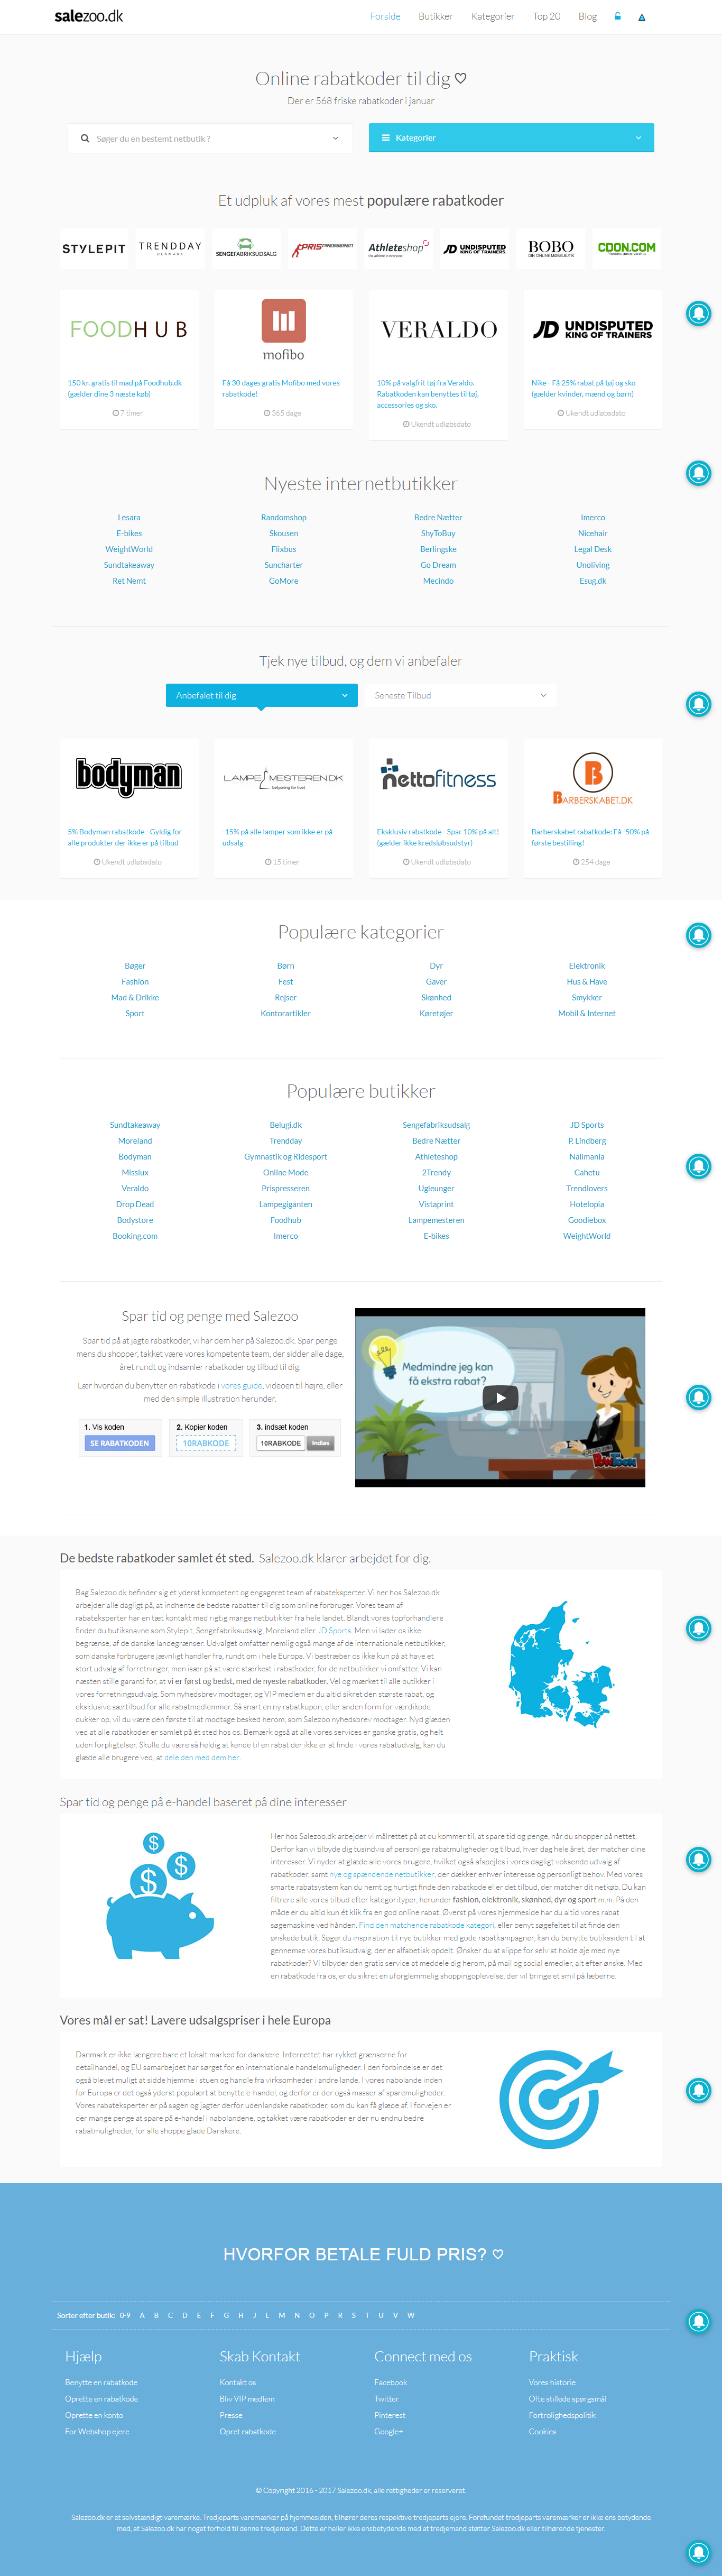 salezoo.dk
Forside Butikker Kategorier Top 20 Blog
Online rabatkoder til dig ♡
Der er 568 friske rabatkoder i januar
Søger du en bestemt netbutik ?
Kategorier
Et udpluk af vores mest populære rabatkoder
STYLEPIT
TRENDDAY
DENMARK
SENGEFABRIKSUDSALG
PRISPRESSEREN
Athleteshop
JD UNDISPUTED KING OF TRAINERS
BOBO
CDON.COM
FOODHUB
mofibo
VERALDO
JD UNDISPUTED
KING OF TRAINERS
150 kr. gratis til mad på Foodhub.dk
(gælder dine 3 næste køb)
7 timer
Få 30 dages gratis Mofibo med vores
rabatkode!
365 dage
10% på valgfrit tøj fra Veraldo.
Rabatkoden kan benyttes til tøj,
accessories og sko.
Ukendt udløbsdato
Nike - Få 25% rabat på tøj og sko
(gælder kvinder, mænd og børn)
Ukendt udløbsdato
Nyeste internetbutikker
Lesara Randomshop Bedre Nætter Imerco
E-bikes Skousen ShyToBuy Nicehair
WeightWorld Flixbus Berlingske Legal Desk
Sundtakeaway Suncharter Go Dream Unoliving
Ret Nemt GoMore Mecindo Esug.dk
Tjek nye tilbud, og dem vi anbefaler
Anbefalet til dig
Seneste Tilbud
bodyman
LAMPEMESTEREN.DK
belysning for livet
nettofitness
BARBERSKABET.DK
5% Bodyman rabatkode - Gyldig for
alle produkter der ikke er på tilbud
Ukendt udløbsdato
-15% på alle lamper som ikke er på
udsalg
15 timer
Eksklusiv rabatkode - Spar 10% på alt!
(gælder ikke kredsløbsudstyr)
Ukendt udløbsdato
Barberskabet rabatkode: Få -50% på
første bestilling!
254 dage
Populære kategorier
Bøger Børn Dyr Elektronik
Fashion Fest Gaver Hus & Have
Mad & Drikke Rejser Skønhed Smykker
Sport Kontorartikler Køretøjer Mobil & Internet
Populære butikker
Sundtakeaway Belugi.dk Sengefabriksudsalg JD Sports
Moreland Trendday Bedre Nætter P. Lindberg
Bodyman Gymnastik og Ridesport Athleteshop Nailmania
Misslux Online Mode 2Trendy Cahetu
Veraldo Prispresseren Ugleunger Trendlovers
Drop Dead Lampegiganten Vistaprint Hotelopia
Bodystore Foodhub Lampemesteren Goodiebox
Booking.com Imerco E-bikes WeightWorld
Spar tid og penge med Salezoo
Spar tid på at jagte rabatkoder, vi har dem her på Salezoo.dk. Spar penge
mens du shopper, takket være vores kompetente team, der sidder alle dage,
året rundt og indsamler rabatkoder og tilbud til dig.
Lær hvordan du benytter en rabatkode i vores guide, videoen til højre, eller
med den simple illustration herunder.
1. Vis koden
SE RABATKODEN
2. Kopier koden
10RABKODE
3. indsæt koden
10RABKODE Indløs
Medmindre jeg kan
få ekstra rabat?
CREATED USING
POWTOON
De bedste rabatkoder samlet ét sted. Salezoo.dk klarer arbejdet for dig.
Bag Salezoo.dk befinder sig et yderst kompetent og engageret team af rabateksperter. Vi her hos Salezoo.dk
arbejder alle dagligt på, at indhente de bedste rabatter til dig som online forbruger. Vores team af
rabateksperter har en tæt kontakt med rigtig mange netbutikker fra hele landet. Blandt vores topforhandlere
finder du butiksnavne som Stylepit, Sengefabriksudsalg, Moreland eller JD Sports. Men vi lader os ikke
begrænse, af de danske landegrænser. Udvalget omfatter nemlig også mange af de internationale netbutikker,
som danske forbrugere jævnligt handler fra, rundt om i hele Europa. Vi bestræber os ikke kun på at have et
stort udvalg af forretninger, men især på at være stærkest i rabatkoder, for de netbutikker vi omfatter. Vi kan
næsten stille garanti for, at vi er først og bedst, med de nyeste rabatkoder. Vel og mærket til alle butikker i
vores forretningsudvalg. Som nyhedsbrev modtager, og VIP medlem er du altid sikret den største rabat, og
eksklusive særtilbud for alle rabatmedlemmer. Så snart en ny rabatkupon, eller anden form for værdikode
dukker op, vil du være den første til at modtage besked herom, som Salezoo nyhedsbrev modtager. Nyd glæden
ved at alle rabatkoder er samlet på ét sted hos os. Bemærk også at alle vores services er ganske gratis, og helt
uden forpligtelser. Skulle du være så heldig at kende til en rabat der ikke er at finde i vores rabatudvalg, kan du
glæde alle brugere ved, at dele den med dem her.
Spar tid og penge på e-handel baseret på dine interesser
Her hos Salezoo.dk arbejder vi målrettet på at du kommer til, at spare tid og penge, når du shopper på nettet.
Derfor kan vi tilbyde dig tusindvis af personlige rabatmuligheder og tilbud, hver dag hele året, der matcher dine
interesser. Vi nyder at glæde alle vores brugere, hvilket også afspejles i vores dagligt voksende udvalg af
rabatkoder, samt nye og spændende netbutikker, der dækker enhver interesse og personligt behov. Med vores
smarte rabatsystem kan du nemt og hurtigt finde den rabatkode eller det tilbud, der matcher dit netkøb. Du kan
filtrere alle vores tilbud efter kategorityper, herunder fashion, elektronik, skønhed, dyr og sport m.m. På den
måde er du altid kun ét klik fra en god online rabat. Øverst på vores hjemmeside har du altid vores rabat
søgemaskine ved hånden. Find den matchende rabatkode kategori, eller benyt søgefeltet til at finde den
ønskede butik. Søger du inspiration til nye butikker med gode rabatkampagner, kan du benytte butikssiden til at
gennemse vores butiksudvalg, der er alfabetisk opdelt. Ønsker du at slippe for selv at holde øje med nye
rabatkoder? Vi tilbyder den gratis service at meddele dig herom, på mail og social emedier, alt efter ønske. Med
en rabatkode fra os, er du sikret en uforglemmelig shoppingoplevelse, der vil bringe et smil på læberne.
Vores mål er sat! Lavere udsalgspriser i hele Europa
Danmark er ikke længere bare et lokalt marked for danskere. Internettet har rykket grænserne for
detailhandel, og EU samarbejdet har sørget for en internationale handelsmuligheder. I den forbindelse er det
også blevet muligt at sidde hjemme i stuen og handle fra virksomheder i andre lande. I vores nabolande inden
for Europa er det også yderst populært at benytte e-handel, og derfor er der også masser af sparemuligheder.
Vores rabateksperter er på sagen og jagter derfor udenlandske rabatkoder, som du kan få glæde af. I forvejen er
der mange penge at spare på e-handel i nabolandene, og takket være rabatkoder er der nu endnu bedre
rabatmuligheder, for alle shoppe glade Danskere.
HVORFOR BETALE FULD PRIS? ♡
Sorter efter butik: 0-9 A B C D E F G H J L M N O P R S T U V W
Hjælp Skab Kontakt Connect med os Praktisk
Benytte en rabatkode Kontakt os Facebook Vores historie
Oprette en rabatkode Bliv VIP medlem Twitter Ofte stillede spørgsmål
Oprette en konto Presse Pinterest Fortrolighedspolitik
For Webshop ejere Opret rabatkode Google+ Cookies
© Copyright 2016 - 2017 Salezoo.dk, alle rettigheder er reserveret.
Salezoo.dk er et selvstændigt varemærke. Tredjeparts varemærker på hjemmesiden, tilhører deres respektive tredjeparts ejere. Forefundet tredjeparts varemærker er ikke ens betydende
med, at Salezoo.dk har noget forhold til denne tredjemand. Dette er heller ikke ensbetydende med at tredjemand støtter Salezoo.dk eller tilhørende tjenester.